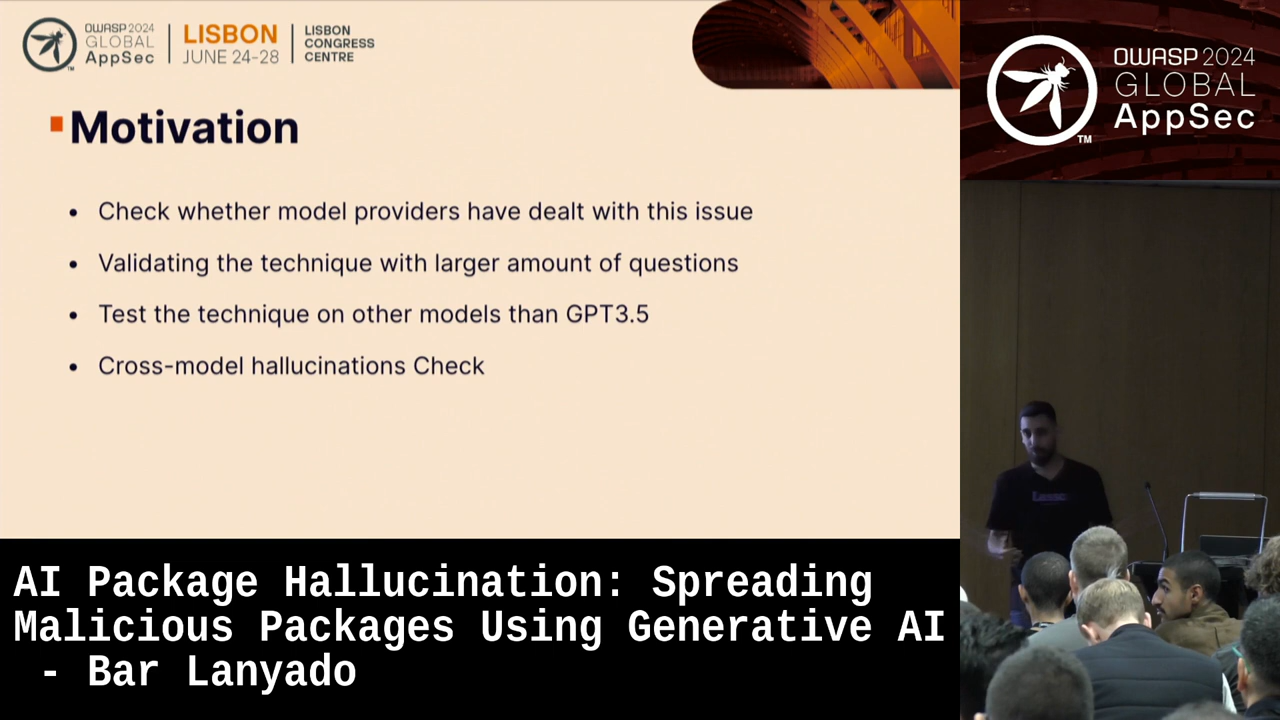 OWASP 2024
GLOBAL
AppSec
LISBON
JUNE 24-28
LISBON
CONGRESS
CENTRE
Motivation
• Check whether model providers have dealt with this issue
• Validating the technique with larger amount of questions
• Test the technique on other models than GPT3.5
• Cross-model hallucinations Check
AI Package Hallucination: Spreading
Malicious Packages Using Generative AI
- Bar Lanyado
OWASP 2024
GLOBAL
AppSec
TM
Lasso